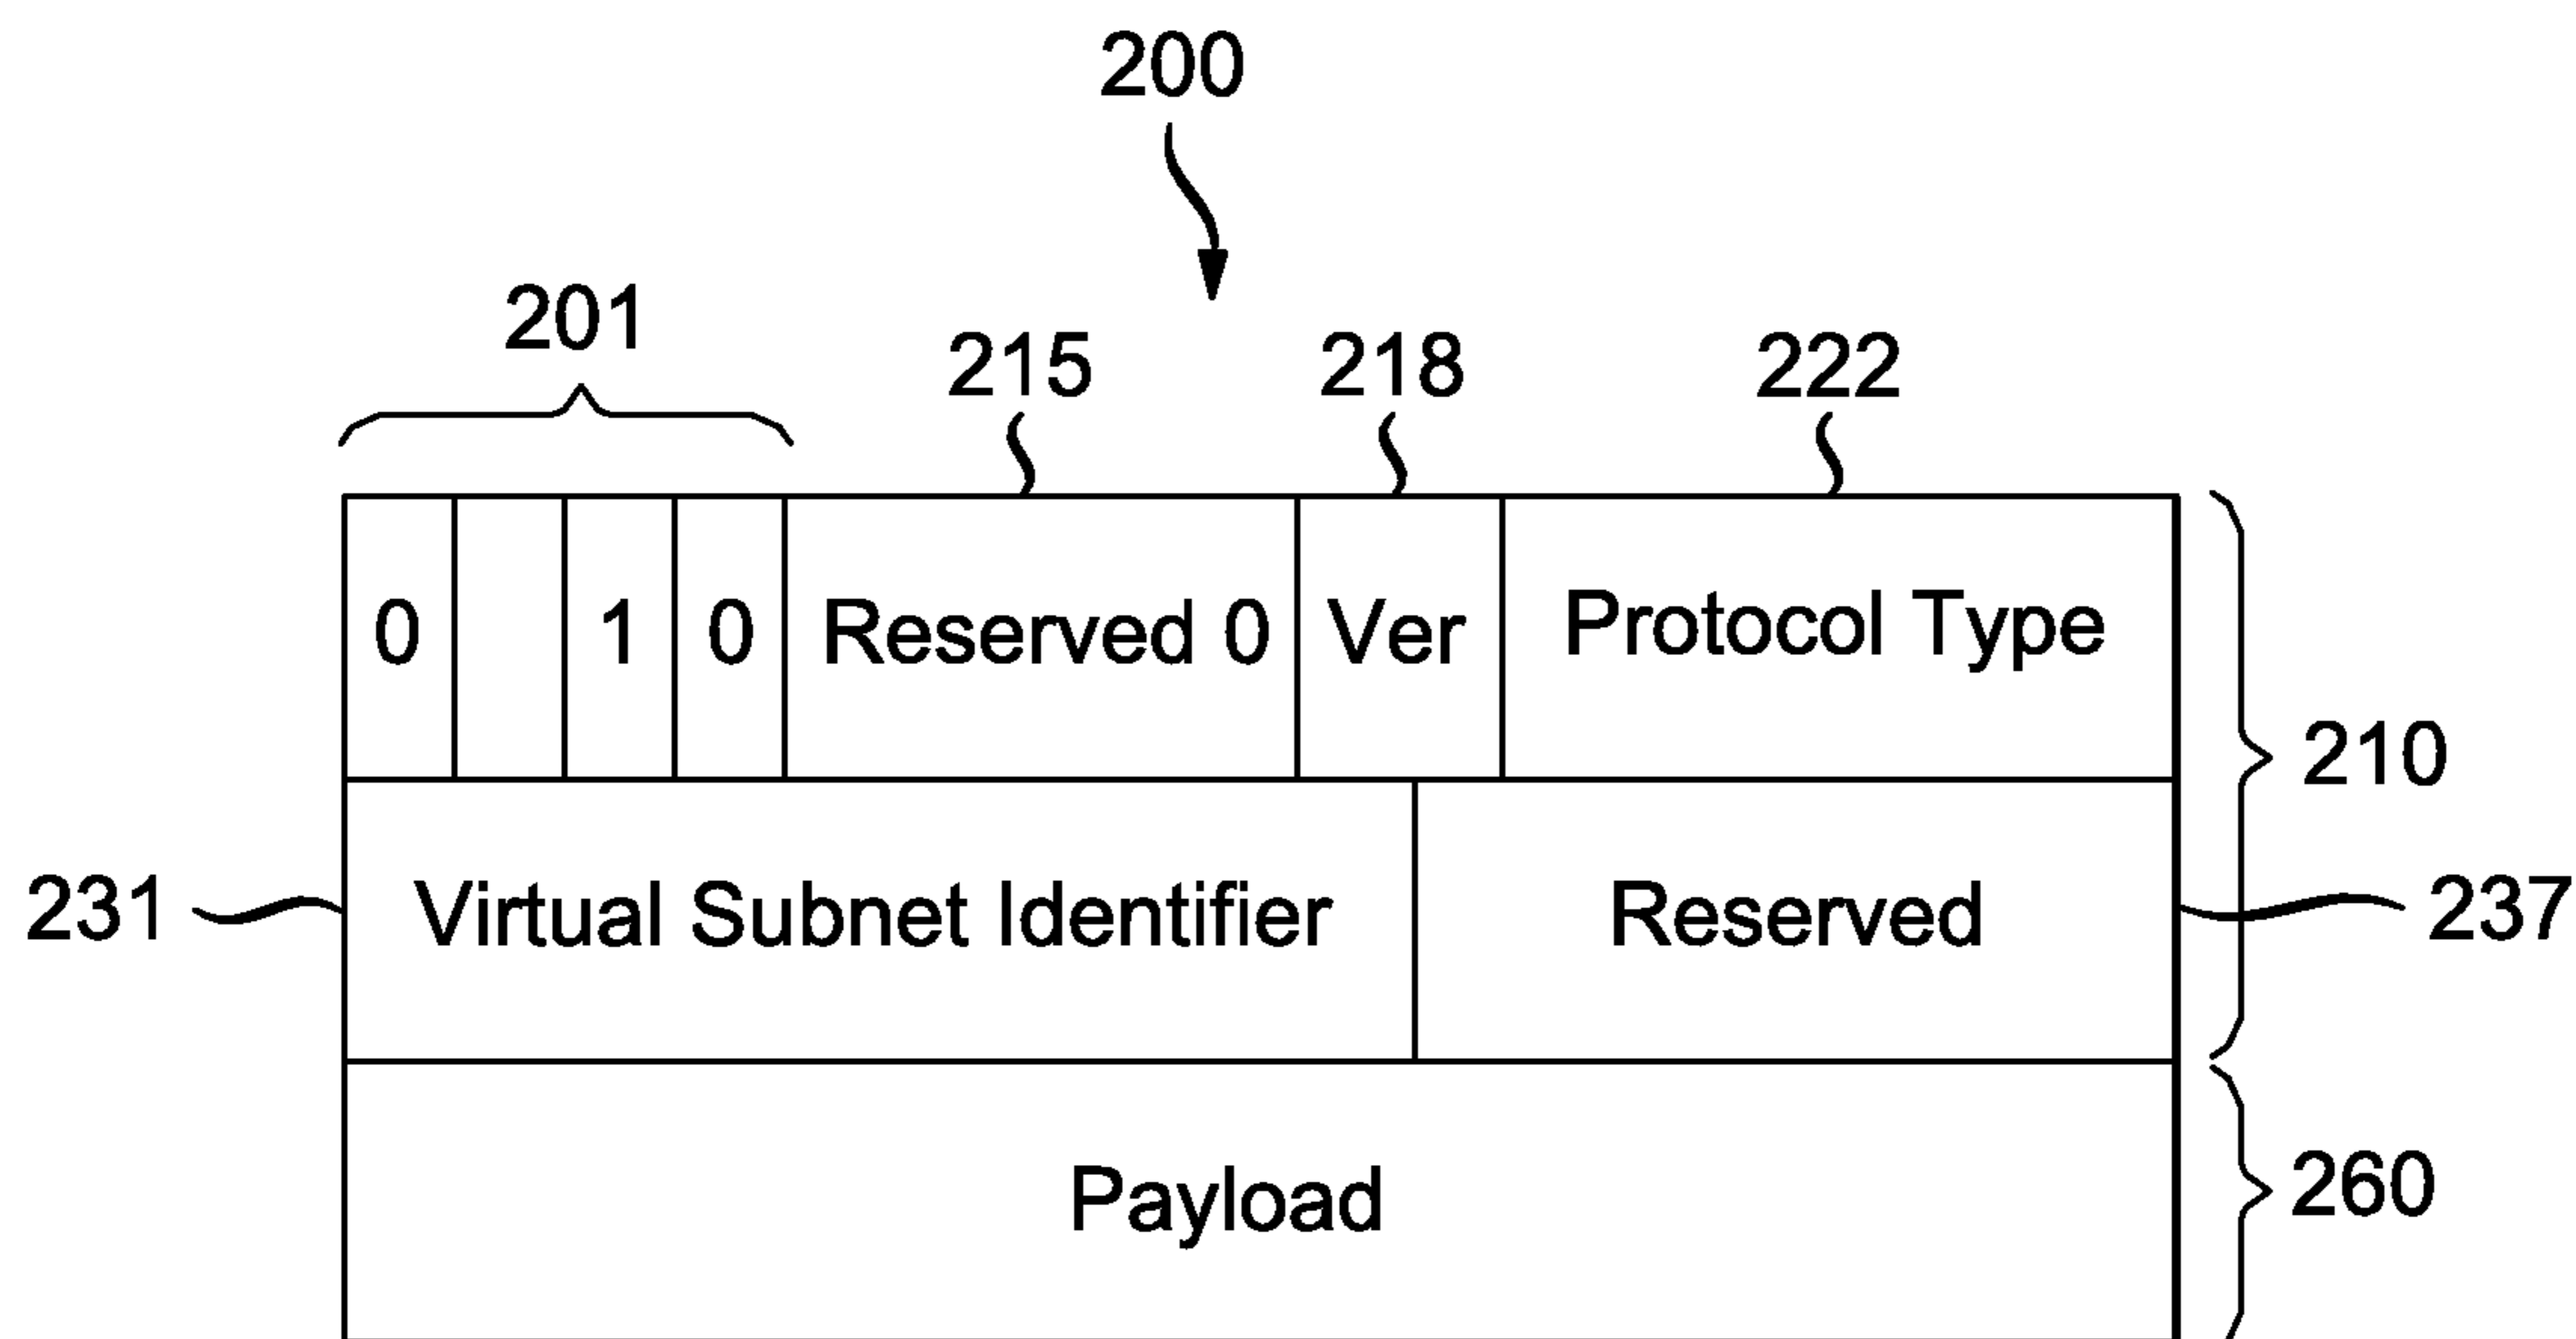 200
201
215 218 222
0 1 0 Reserved 0 Ver Protocol Type
210
231 Virtual Subnet Identifier Reserved 237
Payload 260